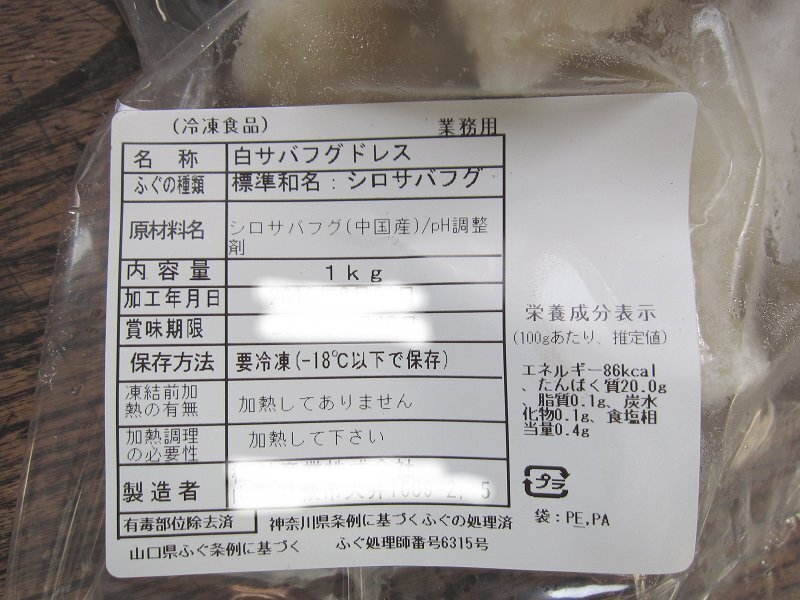 (冷凍食品) 業務用
名称 白サバフグドレス
ふぐの種類 標準和名:シロサバフグ
原材料名 シロサバフグ(中国産)/pH調整
剤
内容量 1kg
加工年月日
賞味期限
保存方法 要冷凍(-18℃以下で保存)
凍結前加
熱の有無 加熱してありません
加熱調理
の必要性 加熱して下さい
製造者
有毒部位除去済 神奈川県条例に基づくふぐの処理済
山口県ふぐ条例に基づく ふぐ処理師番号6315号
栄養成分表示
(100gあたり、推定値)
エネルギー86kcal
、たんぱく質20.0g
、脂質0.1g、炭水
化物0.1g、食塩相
当量0.4g
プラ
袋:PE,PA